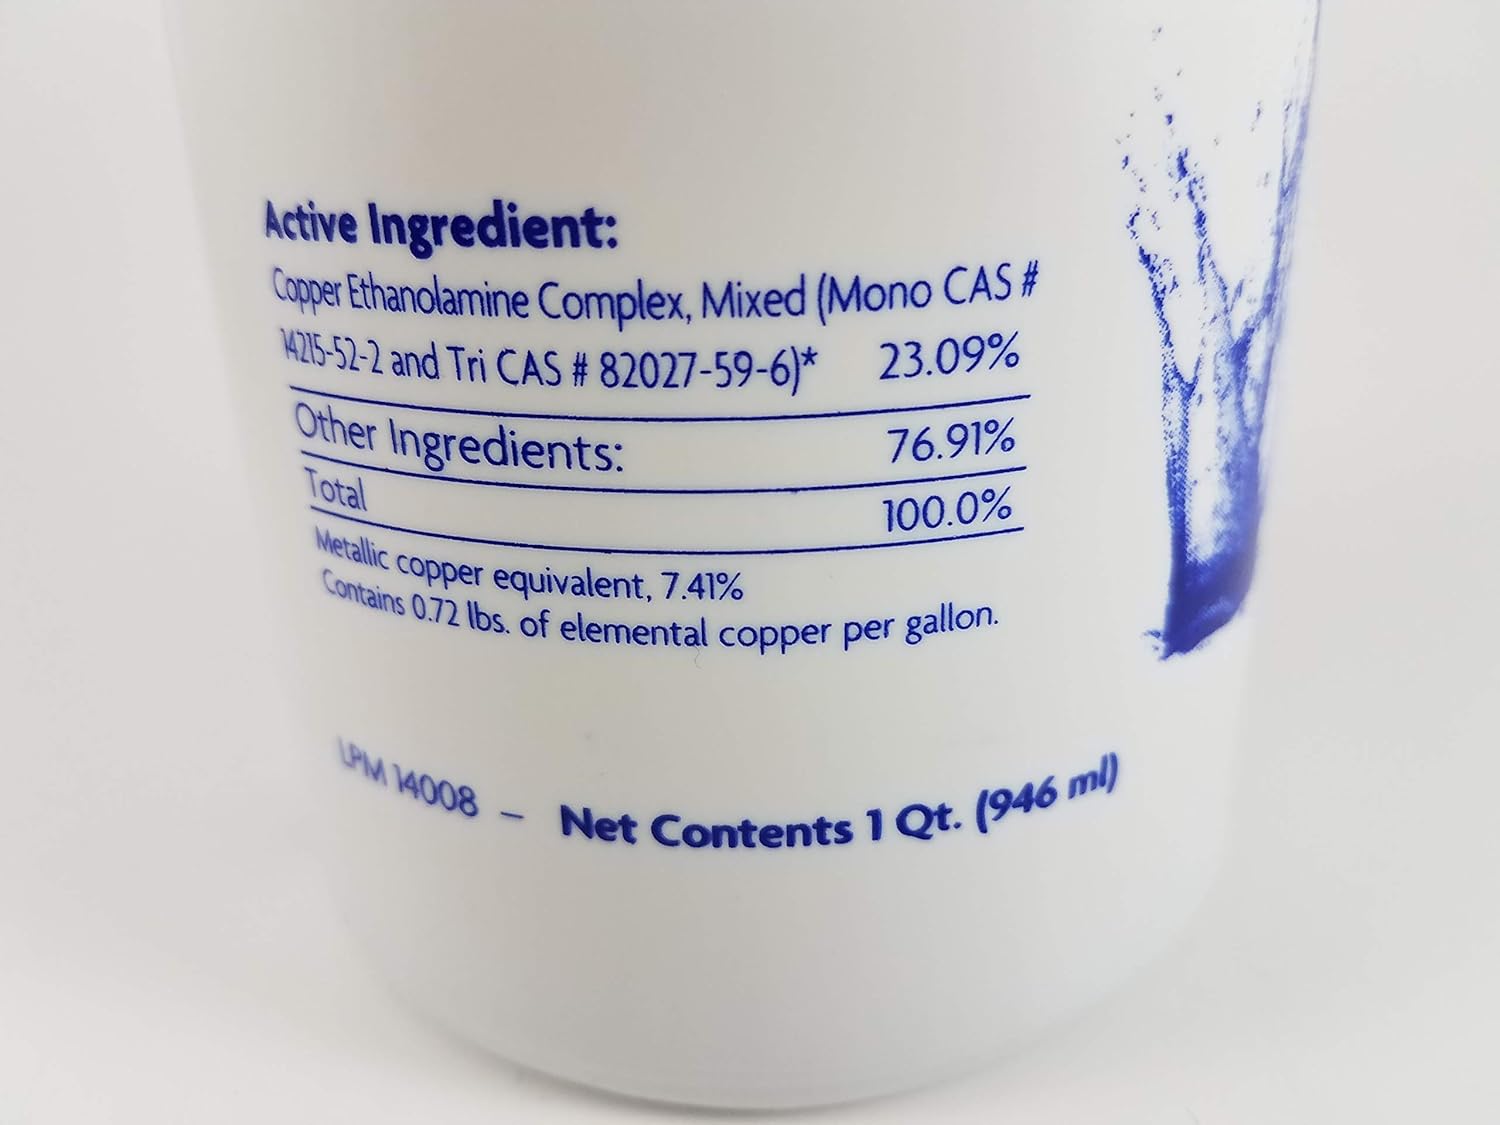 Active Ingredient:
Copper Ethanolamine Complex, Mixed (Mono CAS #
14215-52-2 and Tri CAS # 82027-59-6)* 23.09%
Other Ingredients: 76.91%
Total 100.0%
Metallic copper equivalent, 7.41%
Contains 0.72 lbs. of elemental copper per gallon.
LPM 14008 – Net Contents 1 Qt. (946 ml)